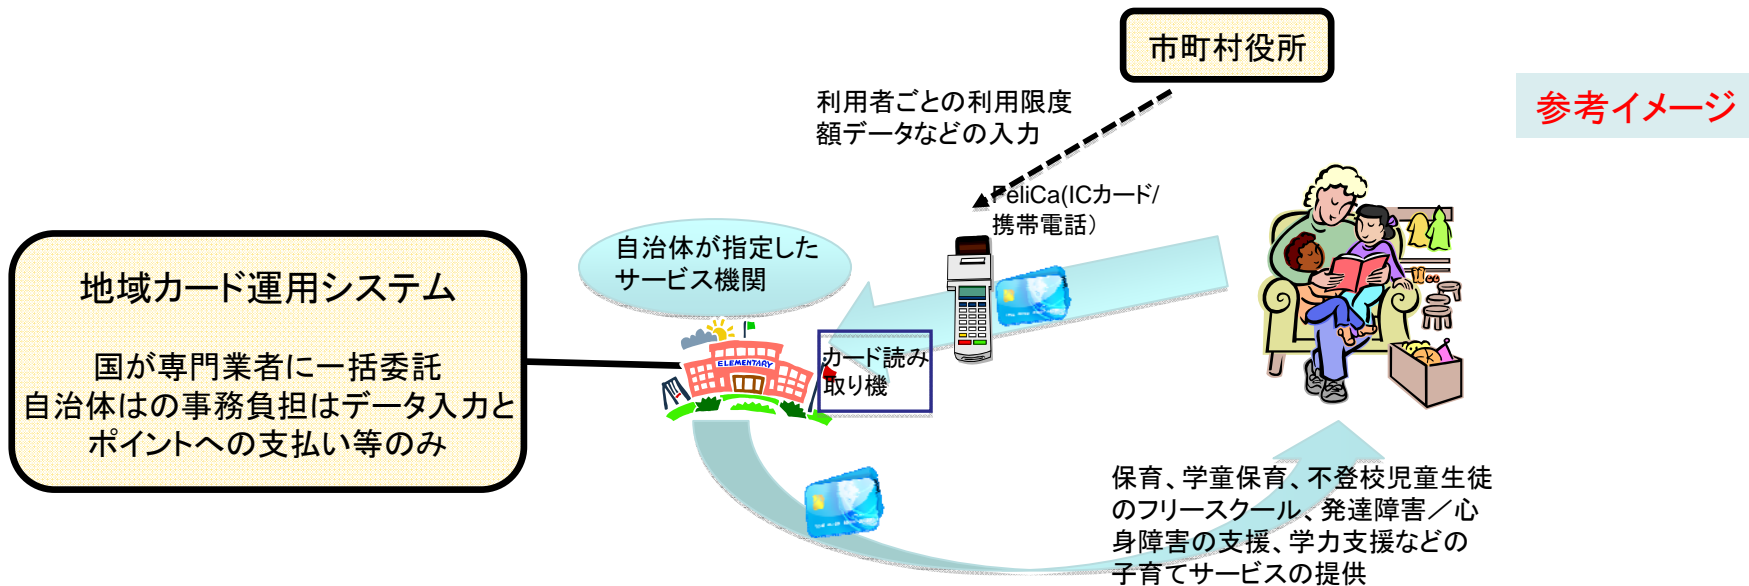 市町村役所
参考イメージ
利用者ごとの利用限度
額データなどの入力
FeliCa(ICカード/
携帯電話)
自治体が指定した
サービス機関
地域カード運用システム
国が専門業者に一括委託
自治体はの事務負担はデータ入力と
ポイントへの支払い等のみ
ELEMENTARY
カード読み
取り機
保育、学童保育、不登校児童生徒
のフリースクール、発達障害／心
身障害の支援、学力支援などの
子育てサービスの提供